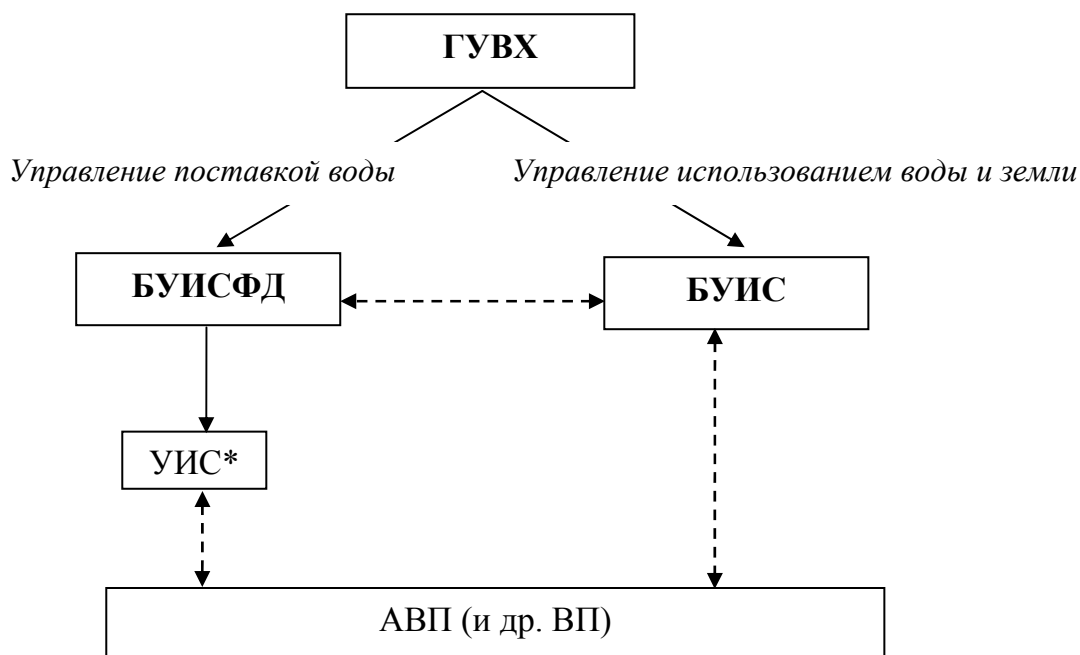 ГУВХ
Управление поставкой воды
Управление использованием воды и земли
БУИСФД
БУИС
УИС*
АВП (и др. ВП)